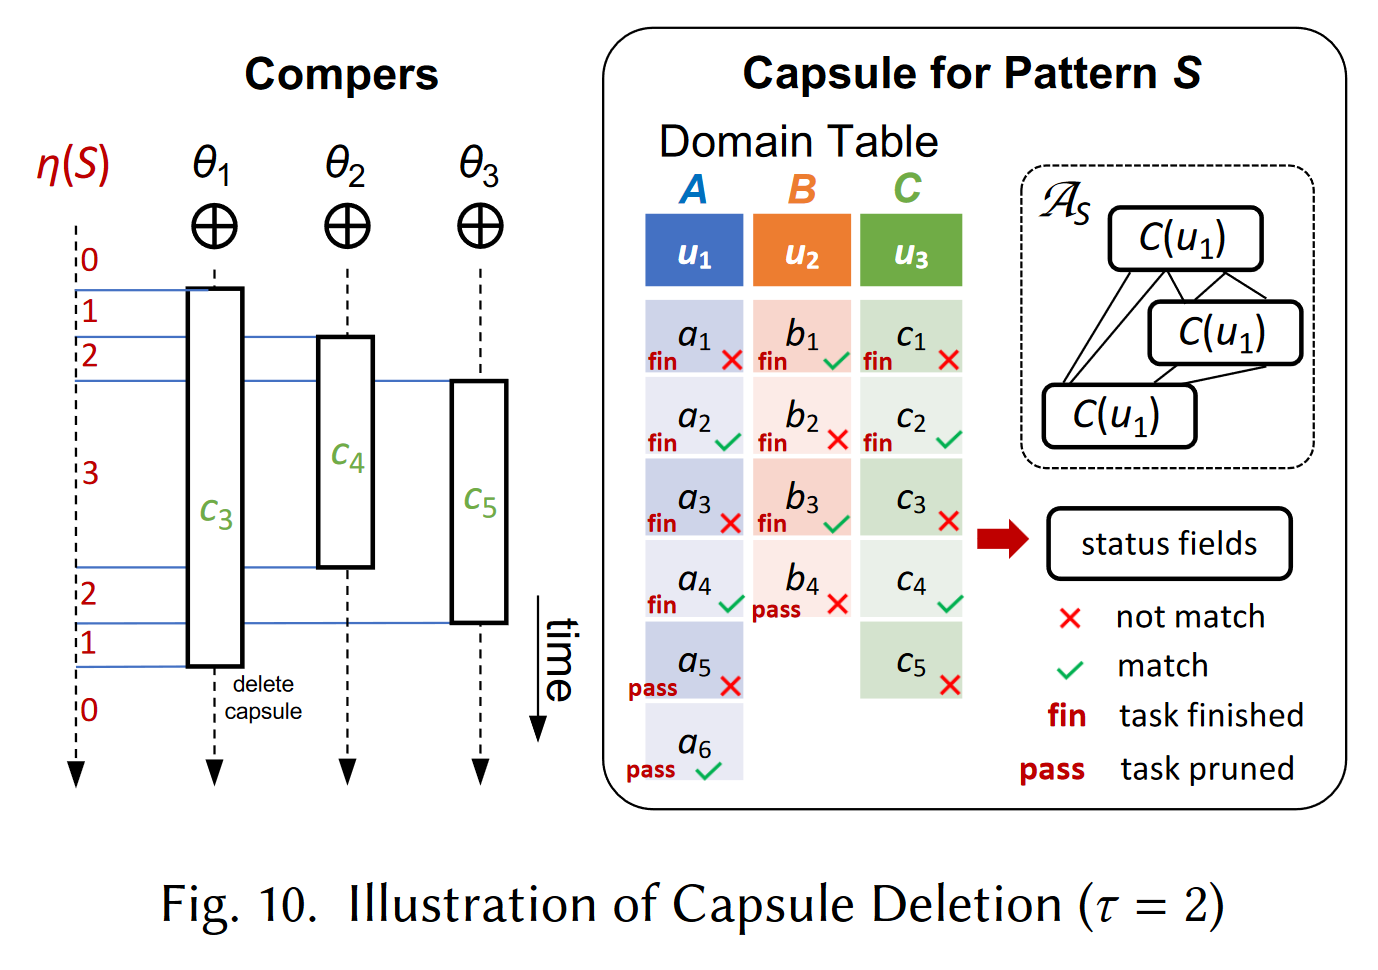 Compers
η(S) θ1 θ2 θ3
0
1
2
3
2
1
0
c3
c4
c5
delete
capsule
time
Capsule for Pattern S
Domain Table
A B C
u1 u2 u3
a1 fin b1 fin c1 fin
a2 fin b2 fin c2 fin
a3 fin b3 fin c3
a4 fin b4 pass c4
a5 pass c5
a6 pass
𝒜S
C(u1)
C(u1)
C(u1)
status fields
not match
match
fin task finished
pass task pruned
Fig. 10. Illustration of Capsule Deletion (τ = 2)